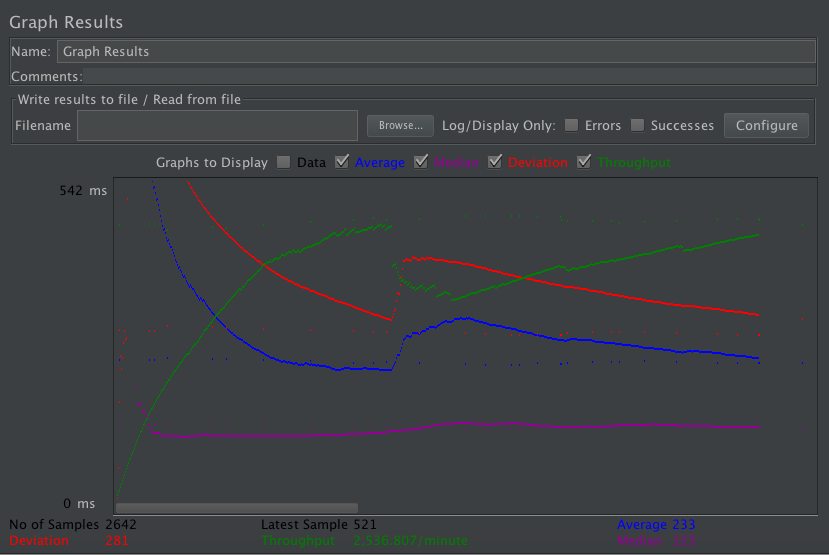 Graph Results
Name: Graph Results
Comments:
Write results to file / Read from file
Filename Browse... Log/Display Only: Errors Successes Configure
Graphs to Display Data Average Median Deviation Throughput
542 ms
0 ms
No of Samples 2642 Latest Sample 521 Average 233
Deviation 281 Throughput 2,536.807/minute Median 123